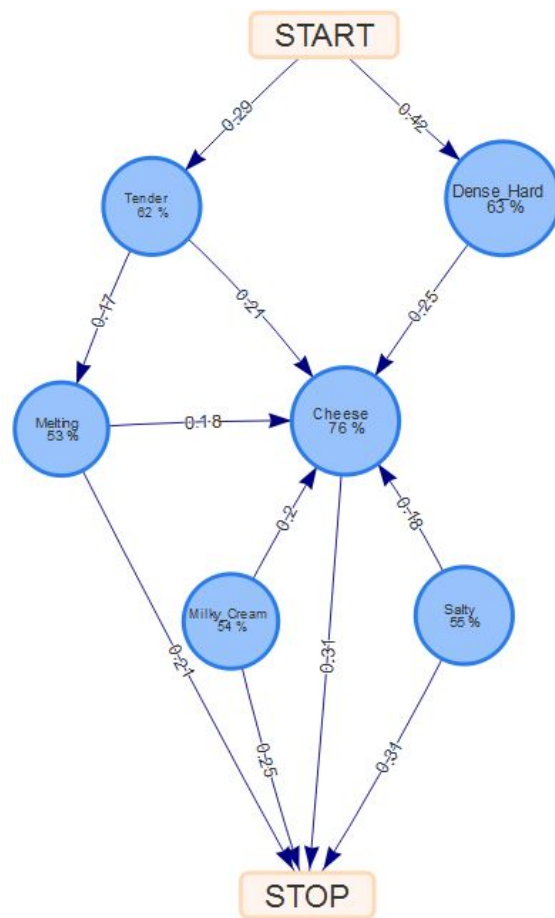 START
0.29
0.42
Tender
62 %
Dense_Hard
63 %
0.17
0.21
0.25
Melting
53 %
0.18
Cheese
76 %
0.2
0.18
Milky_Cream
54 %
Salty
55 %
0.21
0.25
0.31
0.31
STOP